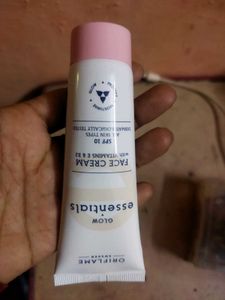 ORIFLAME
SWEDEN
GLOW
essentials
FACE CREAM
WITH VITAMINS E & B3
SPF 10
ALL SKIN TYPES
DERMATOLOGICALLY TESTED